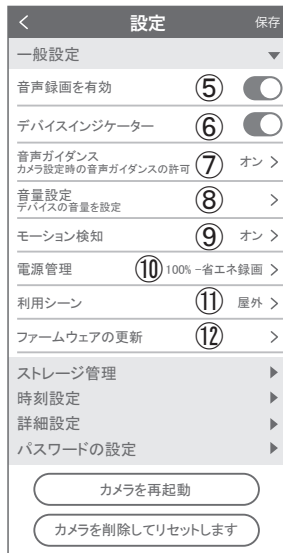 < 設定 保存
一般設定
音声録画を有効 ⑤
デバイスインジケーター ⑥
音声ガイダンス
カメラ設定時の音声ガイダンスの許可 ⑦ オン >
音量設定
デバイスの音量を設定 ⑧ >
モーション検知 ⑨ オン >
電源管理 ⑩ 100% -省エネ録画 >
利用シーン ⑪ 屋外 >
ファームウェアの更新 ⑫ >
ストレージ管理
時刻設定
詳細設定
パスワードの設定
カメラを再起動
カメラを削除してリセットします